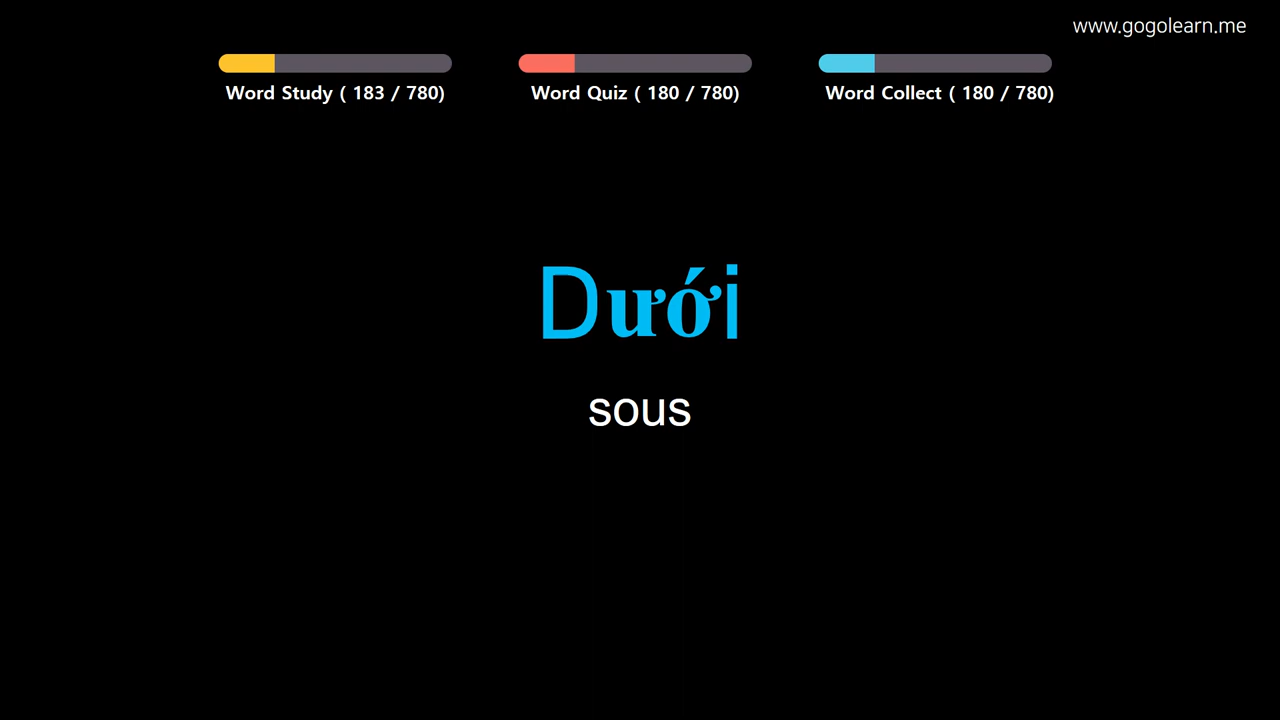 www.gogolearn.me
Word Study ( 183 / 780)
Word Quiz ( 180 / 780)
Word Collect ( 180 / 780)
Dưới
sous